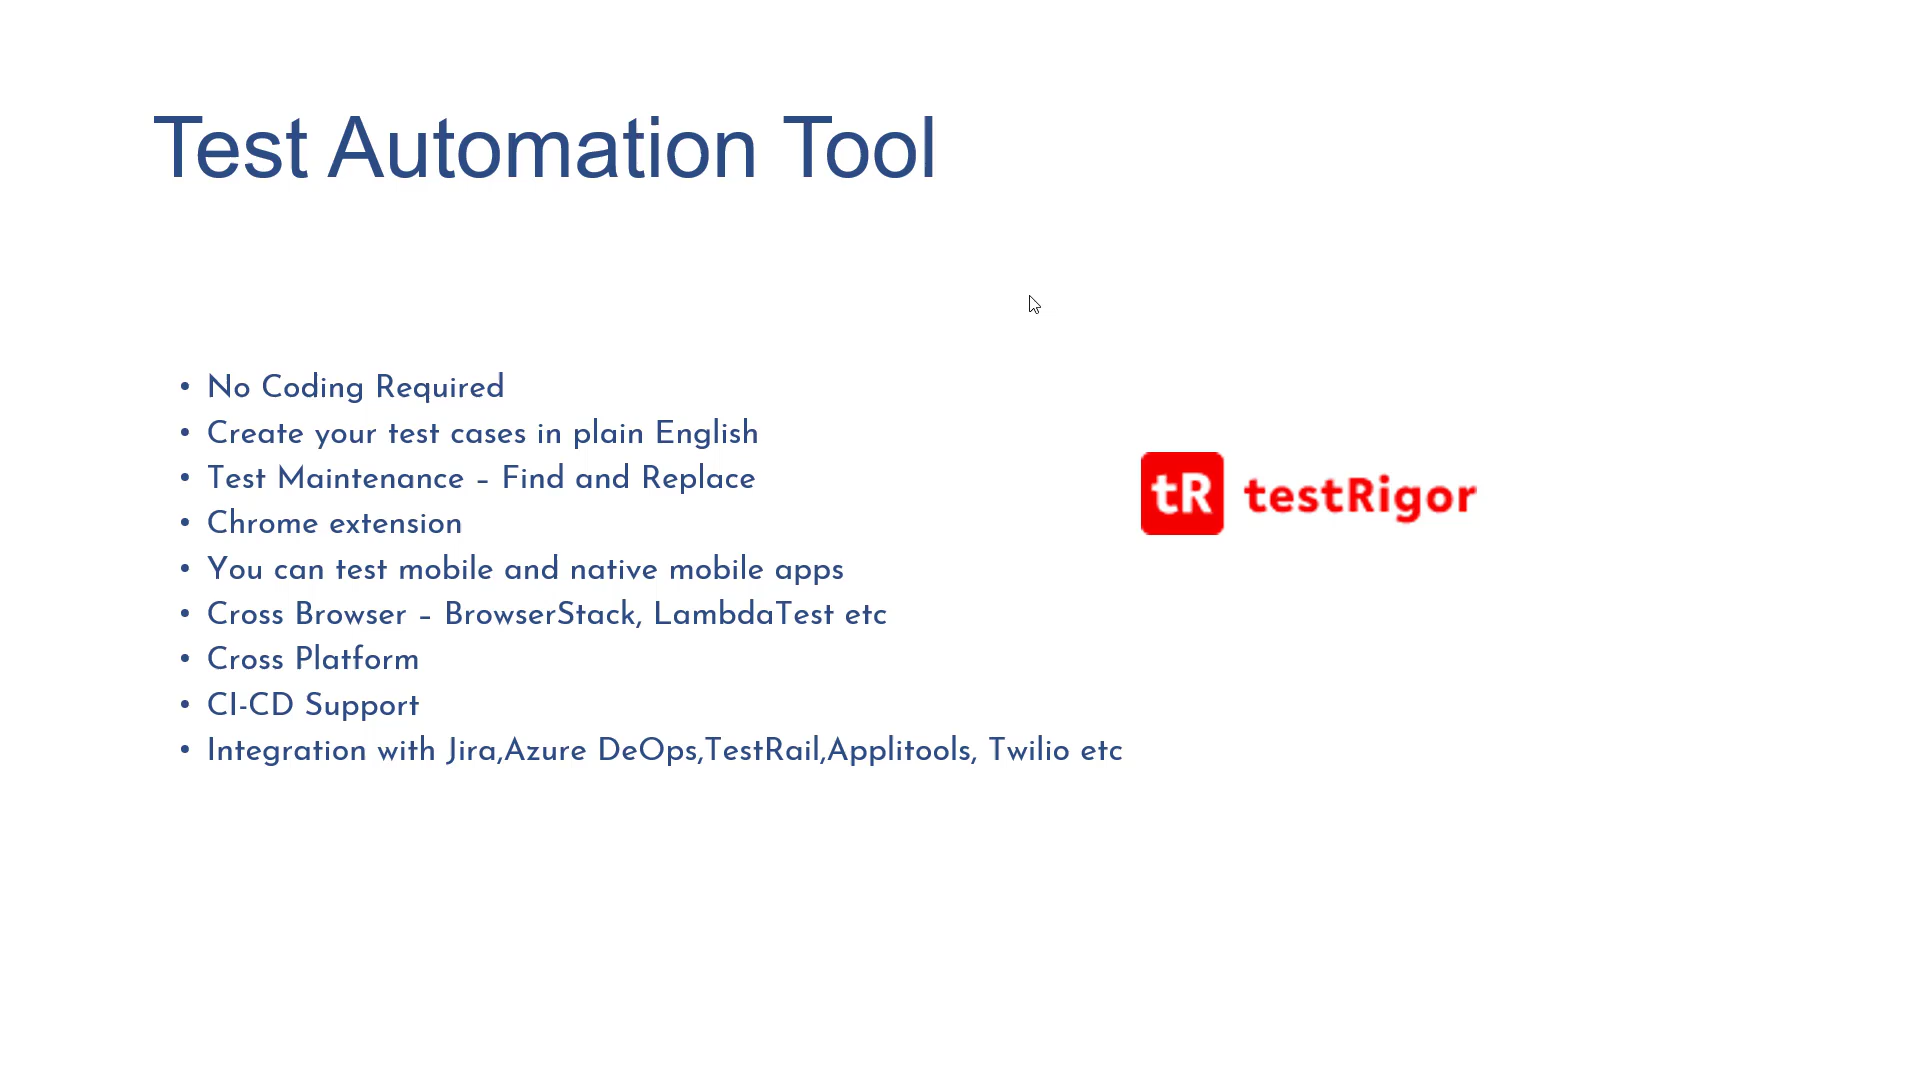 Test Automation Tool
• No Coding Required
• Create your test cases in plain English
• Test Maintenance – Find and Replace
• Chrome extension
• You can test mobile and native mobile apps
• Cross Browser – BrowserStack, LambdaTest etc
• Cross Platform
• CI-CD Support
• Integration with Jira,Azure DeOps,TestRail,Applitools, Twilio etc
tR testRigor